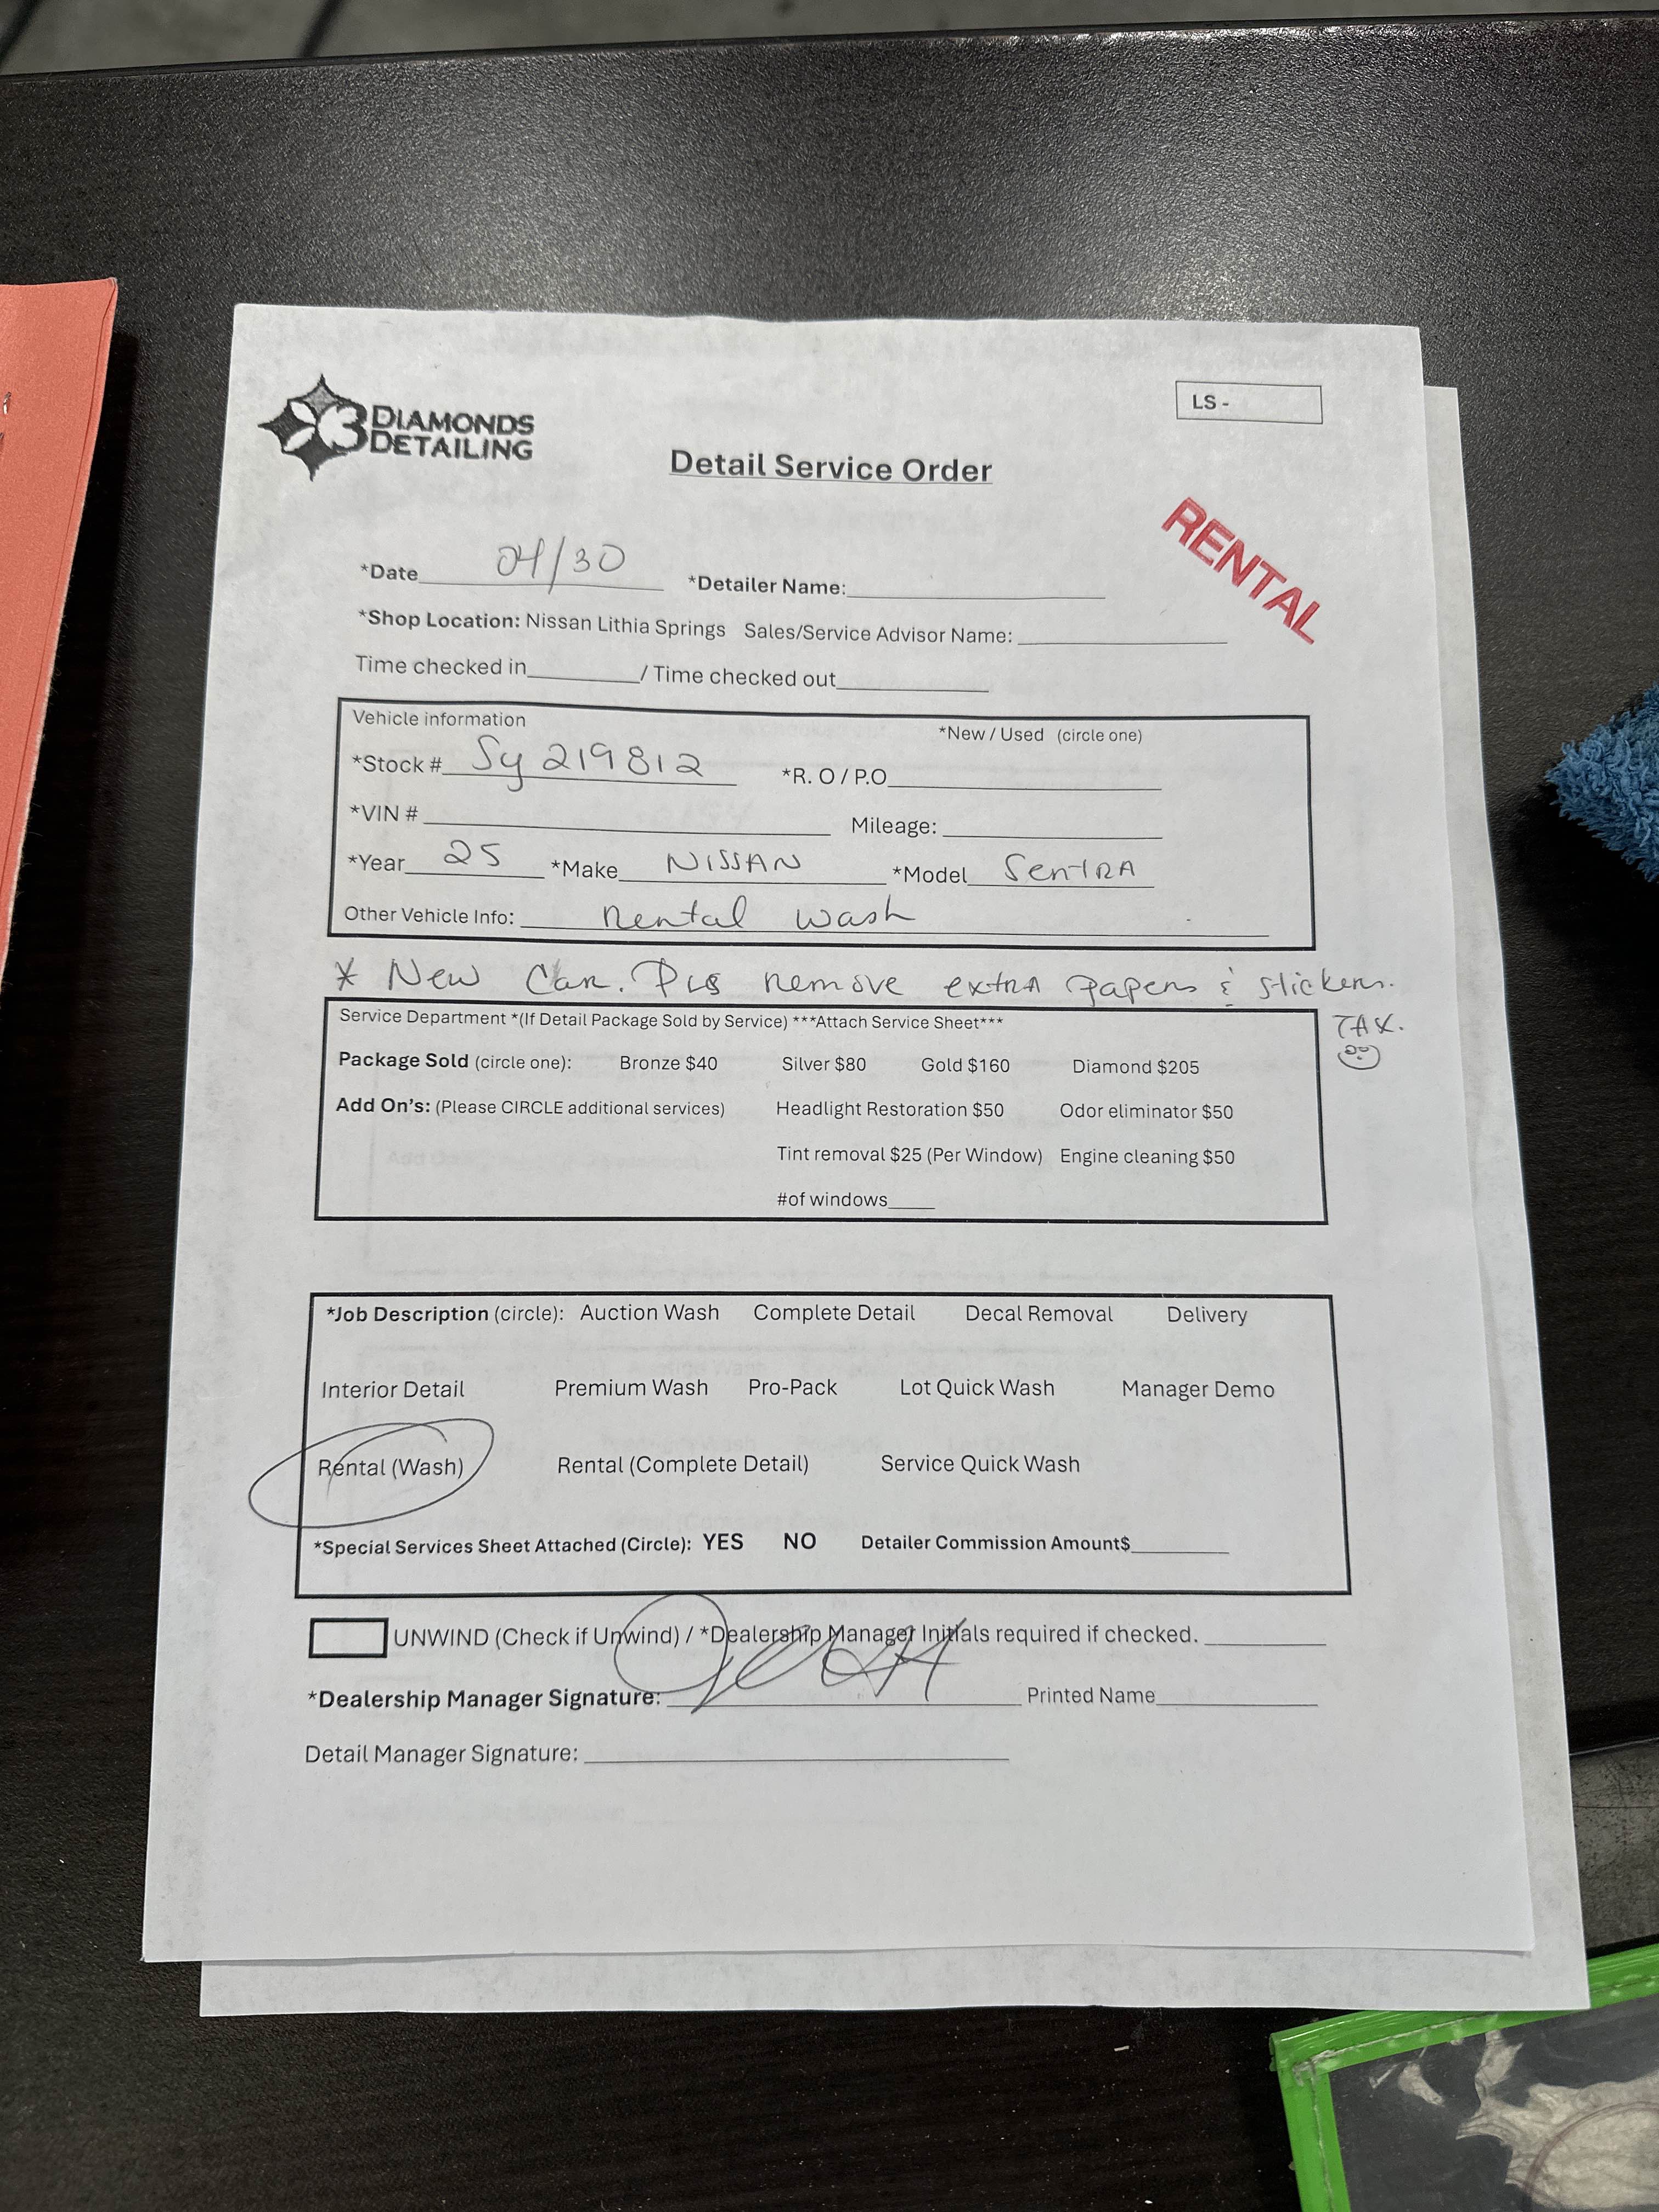 3 DIAMONDS
DETAILING
LS -
Detail Service Order
RENTAL
*Date 04/30 *Detailer Name:
*Shop Location: Nissan Lithia Springs Sales/Service Advisor Name:
Time checked in / Time checked out
Vehicle information
*New / Used (circle one)
*Stock # Sy219812 *R. O / P.O
*VIN # Mileage:
*Year 25 *Make NISSAN *Model SentRA
Other Vehicle Info: Rental wash
* New Car. Pls remove extra papers & stickers.
TAX.
Service Department *(If Detail Package Sold by Service) ***Attach Service Sheet***
Package Sold (circle one): Bronze $40 Silver $80 Gold $160 Diamond $205
Add On's: (Please CIRCLE additional services) Headlight Restoration $50 Odor eliminator $50
Tint removal $25 (Per Window) Engine cleaning $50
#of windows
*Job Description (circle): Auction Wash Complete Detail Decal Removal Delivery
Interior Detail Premium Wash Pro-Pack Lot Quick Wash Manager Demo
Rental (Wash) Rental (Complete Detail) Service Quick Wash
*Special Services Sheet Attached (Circle): YES NO Detailer Commission Amount$
UNWIND (Check if Unwind) / *Dealership Manager Initials required if checked.
*Dealership Manager Signature: Printed Name
Detail Manager Signature: